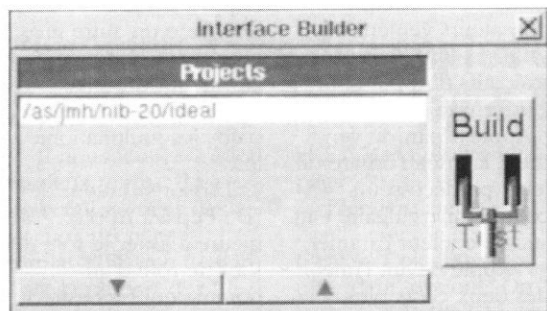 Interface Builder
Projects
/as/jmh/nib-20/ideal
Build
Test